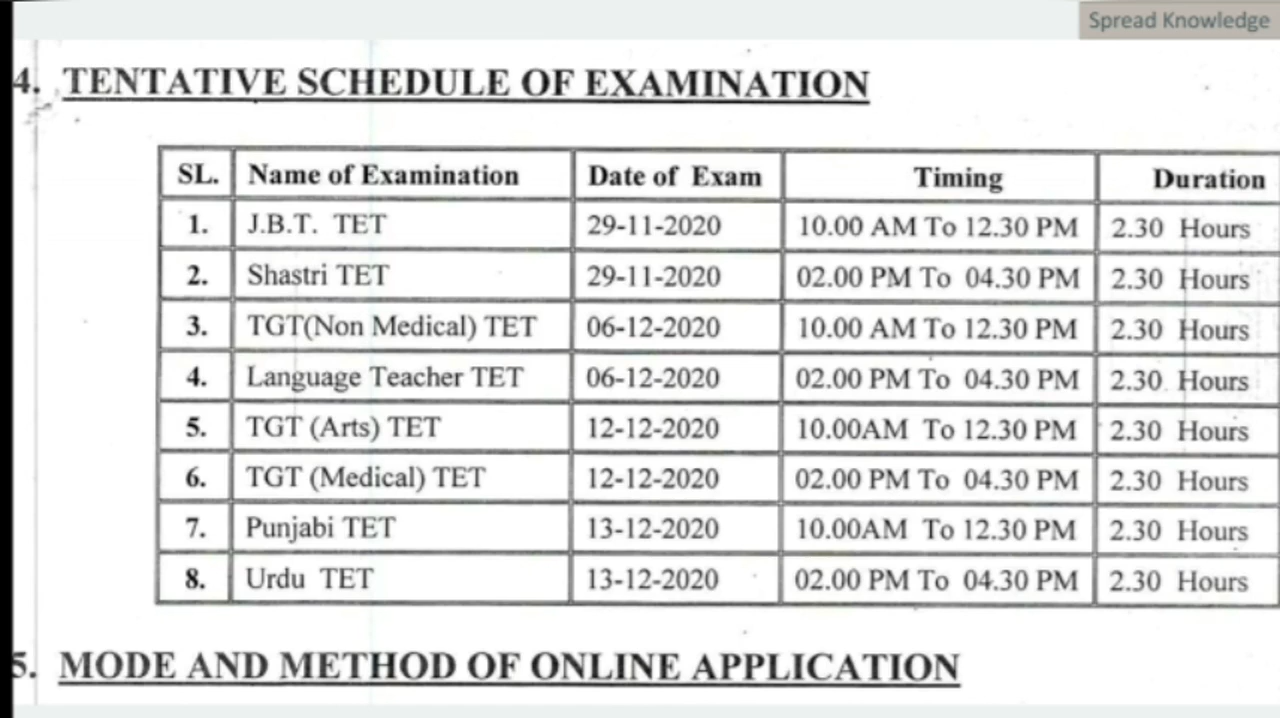 Spread Knowledge
4. TENTATIVE SCHEDULE OF EXAMINATION
SL. Name of Examination Date of Exam Timing Duration
1. J.B.T. TET 29-11-2020 10.00 AM To 12.30 PM 2.30 Hours
2. Shastri TET 29-11-2020 02.00 PM To 04.30 PM 2.30 Hours
3. TGT(Non Medical) TET 06-12-2020 10.00 AM To 12.30 PM 2.30 Hours
4. Language Teacher TET 06-12-2020 02.00 PM To 04.30 PM 2.30 Hours
5. TGT (Arts) TET 12-12-2020 10.00AM To 12.30 PM 2.30 Hours
6. TGT (Medical) TET 12-12-2020 02.00 PM To 04.30 PM 2.30 Hours
7. Punjabi TET 13-12-2020 10.00AM To 12.30 PM 2.30 Hours
8. Urdu TET 13-12-2020 02.00 PM To 04.30 PM 2.30 Hours
5. MODE AND METHOD OF ONLINE APPLICATION